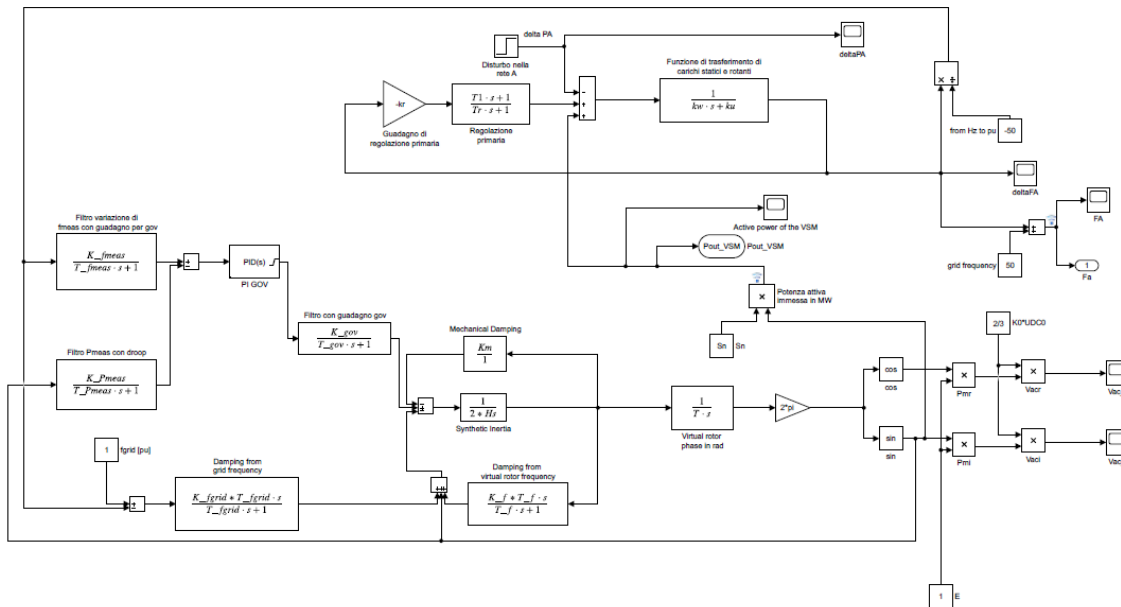 delta PA
Disturbo nella
rete A
deltaPA
Funzione di trasferimento di
carichi statici e rotanti
-kr
T1 · s + 1
Tr · s + 1
-
+
+
1
kw · s + ku
× ÷
Guadagno di
regolazione primaria
Regolazione
primaria
from Hz to pu
-50
deltaFA
FA
Filtro variazione di
fmeas con guadagno per gov
Active power of the VSM
K_fmeas
T_fmeas · s + 1
PID(s)
PI GOV
Pout_VSM
Pout_VSM
grid frequency
50
1
Fa
×
Potenza attiva
immessa in MW
Filtro con guadagno gov
K_gov
T_gov · s + 1
Mechanical Damping
Km
1
Sn
Sn
2/3
K0*UDC0
Filtro Pmeas con droop
K_Pmeas
T_Pmeas · s + 1
1
2 * Hs
Synthetic Inertia
1
T · s
Virtual rotor
phase in rad
2*pi
cos
cos
×
Pmr
×
Vacr
Vac
sin
sin
×
Pmi
×
Vaci
Vac
1
fgrid [pu]
Damping from
grid frequency
K_fgrid * T_fgrid · s
T_fgrid · s + 1
Damping from
virtual rotor frequency
K_f * T_f · s
T_f · s + 1
1
E